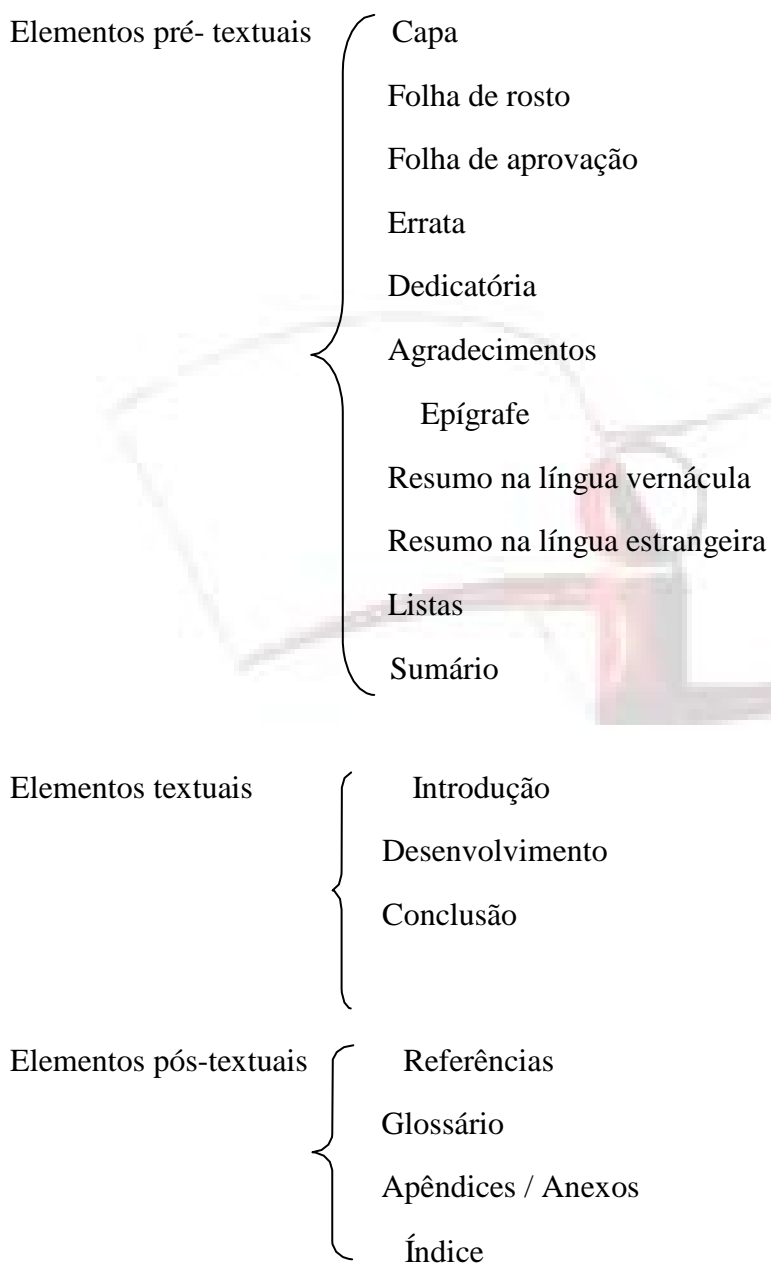 Elementos pré- textuais Capa
Folha de rosto
Folha de aprovação
Errata
Dedicatória
Agradecimentos
Epígrafe
Resumo na língua vernácula
Resumo na língua estrangeira
Listas
Sumário
Elementos textuais Introdução
Desenvolvimento
Conclusão
Elementos pós-textuais Referências
Glossário
Apêndices / Anexos
Índice